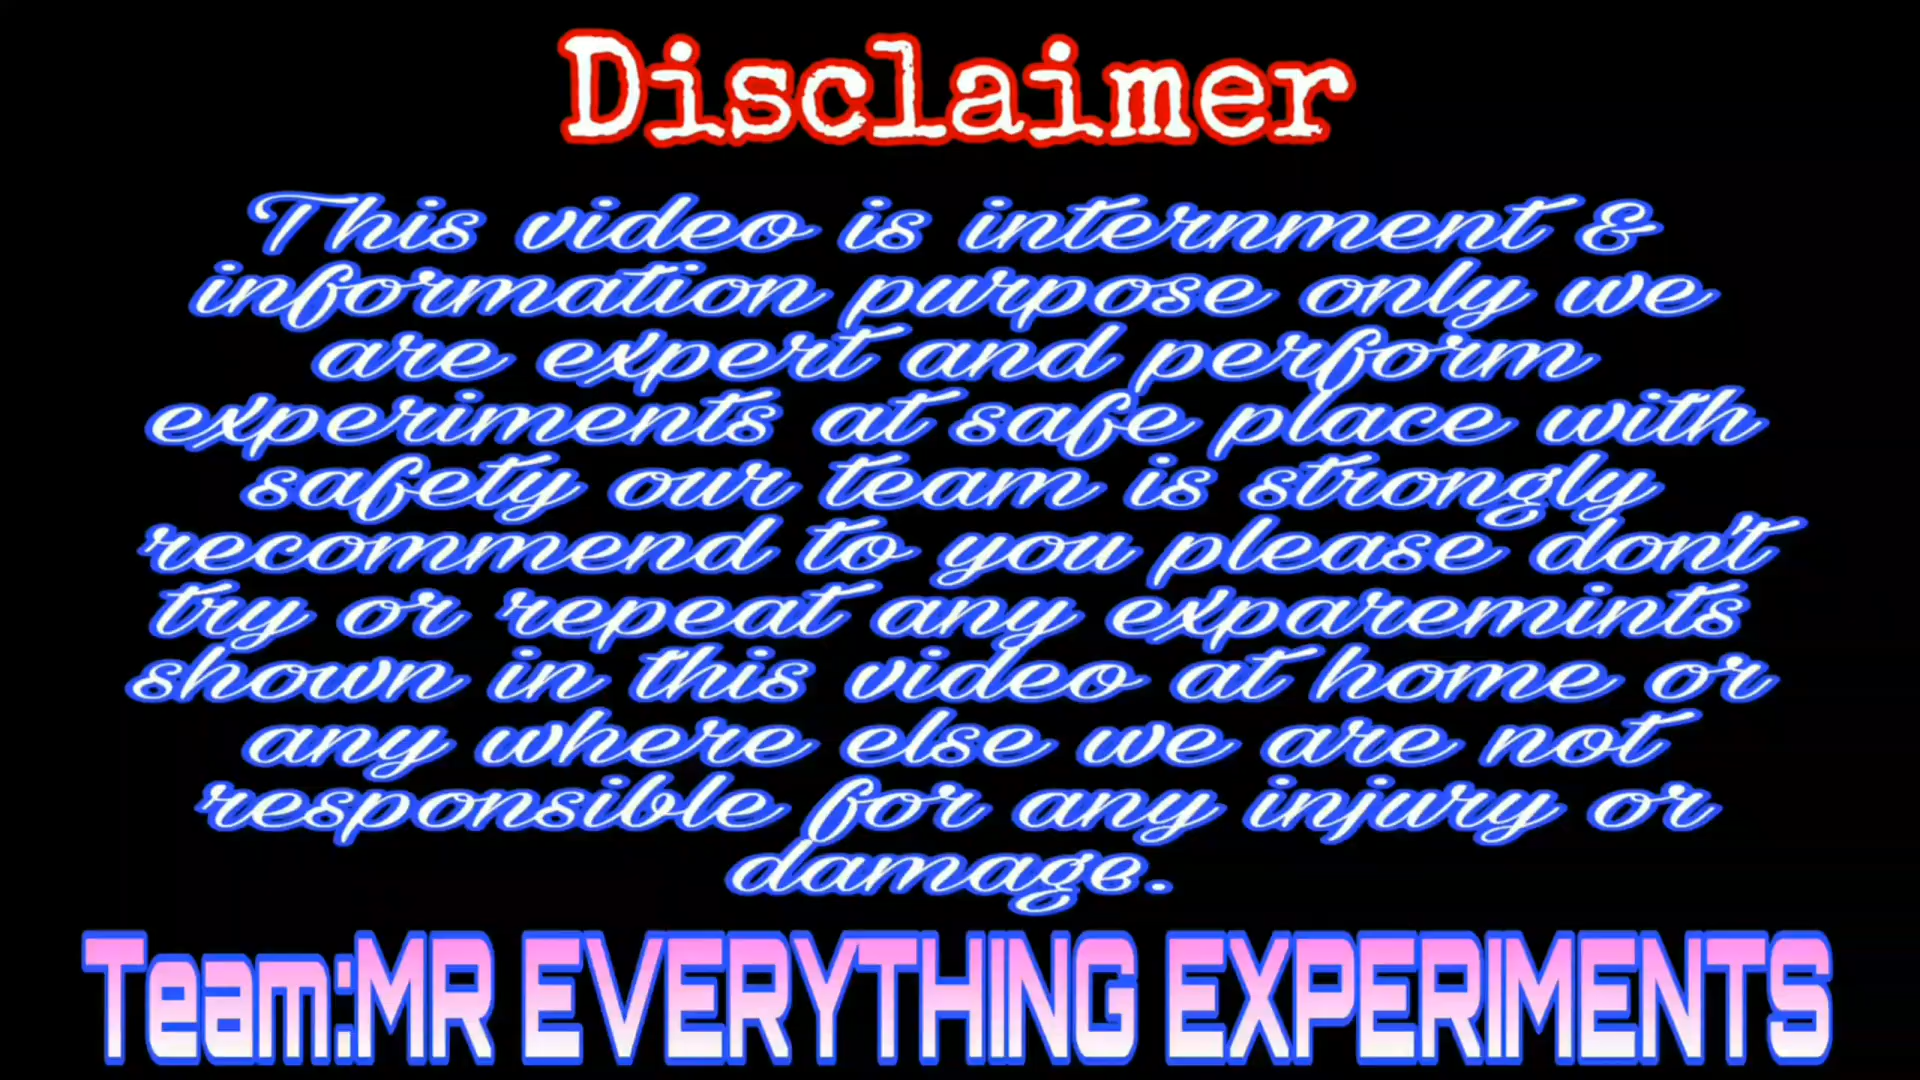 Disclaimer
This video is internment &
information purpose only we
are expert and perform
experiments at safe place with
safety our team is strongly
recommend to you please don't
try or repeat any exparemints
shown in this video at home or
any where else we are not
responsible for any injury or
damage.
Team:MR EVERYTHING EXPERIMENTS